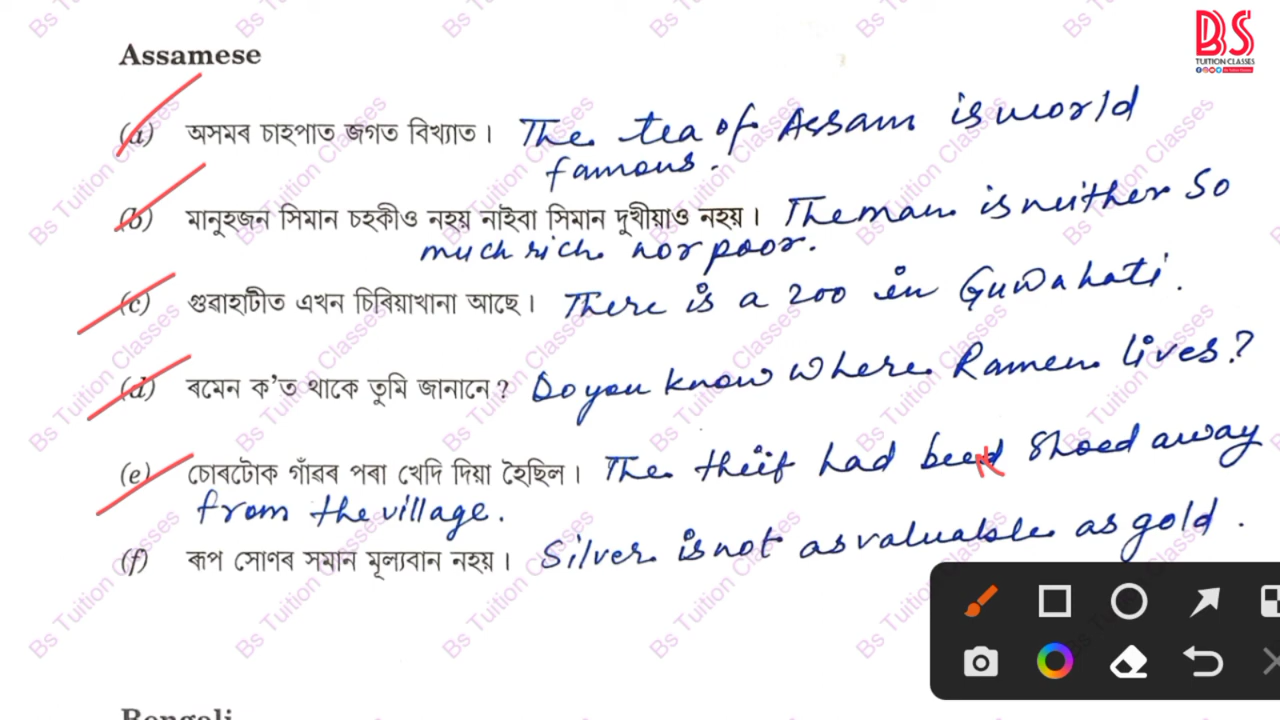 BS
TUITION CLASSES
Assamese
(a) অসমৰ চাহপাত জগত বিখ্যাত। The tea of Assam is world
famous.
(b) মানুহজন সিমান চহকীও নহয় নাইবা সিমান দুখীয়াও নহয়। The man is neither So
much rich nor poor.
(c) গুৱাহাটীত এখন চিৰিয়াখানা আছে। There is a zoo in Guwahati.
(d) ৰমেন ক'ত থাকে তুমি জানানে? Do you know where Ramen lives?
(e) চোৰটোক গাঁৱৰ পৰা খেদি দিয়া হৈছিল। The theif had been Shoed away
from the village.
(f) ৰূপ সোণৰ সমান মূল্যবান নহয়। Silver is not as valuable as gold.